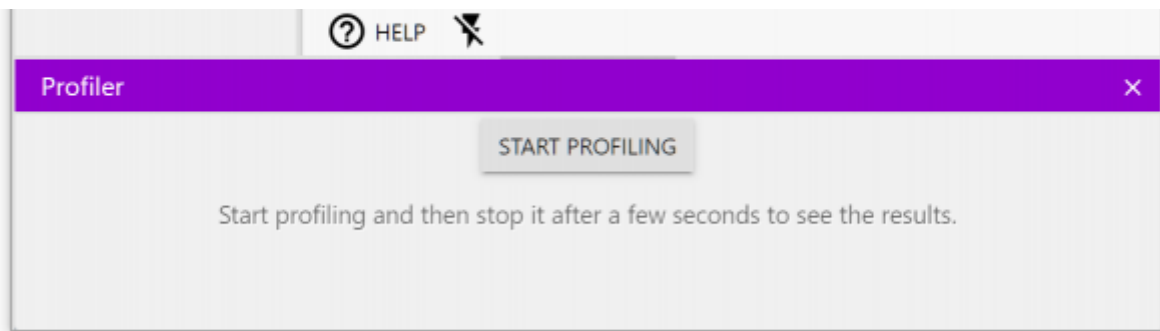 HELP
Profiler
START PROFILING
Start profiling and then stop it after a few seconds to see the results.